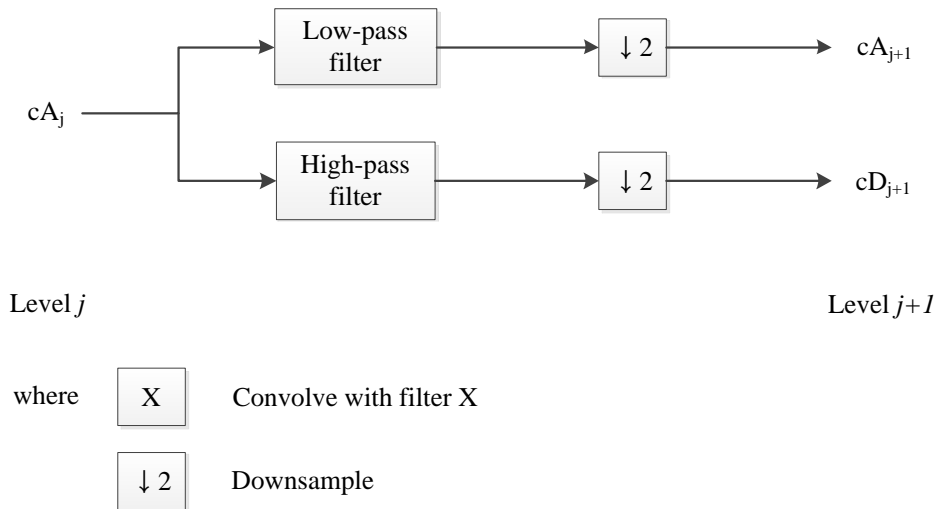 Low-pass
filter
↓ 2
cA_{j+1}
cA_j
High-pass
filter
↓ 2
cD_{j+1}
Level j
Level j+1
where
X
Convolve with filter X
↓ 2
Downsample